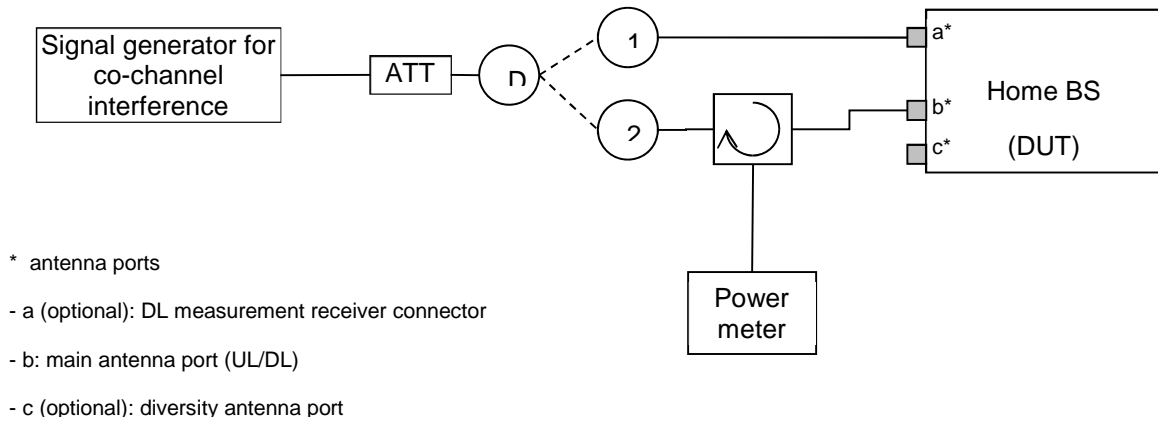 Signal generator for
co-channel
interference
ATT
D
1
2
a*
b*
c*
Home BS
(DUT)
Power
meter
* antenna ports
- a (optional): DL measurement receiver connector
- b: main antenna port (UL/DL)
- c (optional): diversity antenna port